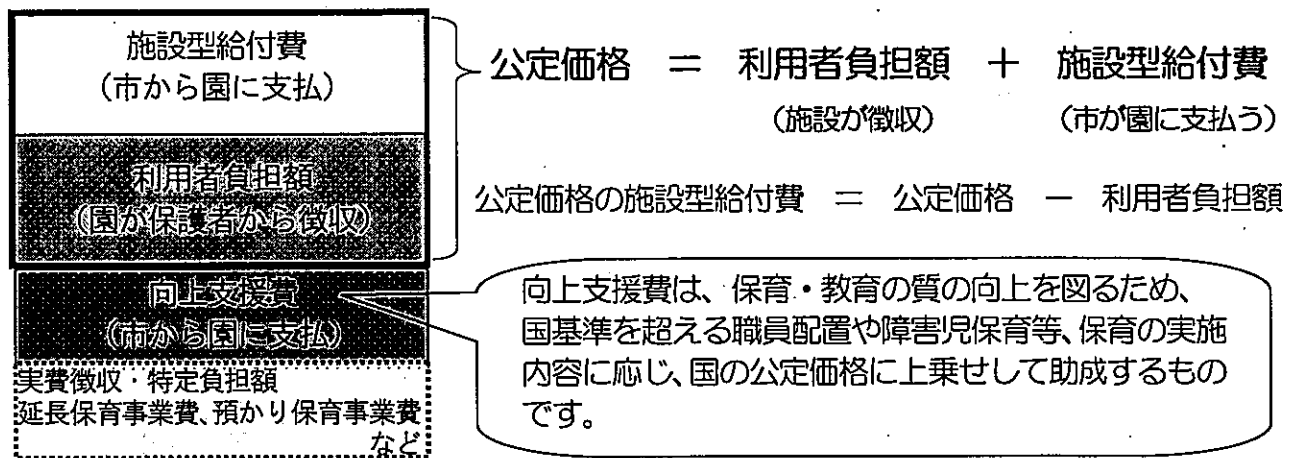 施設型給付費
(市から園に支払)
利用者負担額
(園が保護者から徴収)
向上支援費
(市から園に支払)
実費徴収・特定負担額
延長保育事業費、預かり保育事業費
など
公定価格 = 利用者負担額 + 施設型給付費
(施設が徴収) (市が園に支払う)
公定価格の施設型給付費 = 公定価格 - 利用者負担額
向上支援費は、保育・教育の質の向上を図るため、
国基準を超える職員配置や障害児保育等、保育の実施
内容に応じ、国の公定価格に上乗せして助成するもの
です。